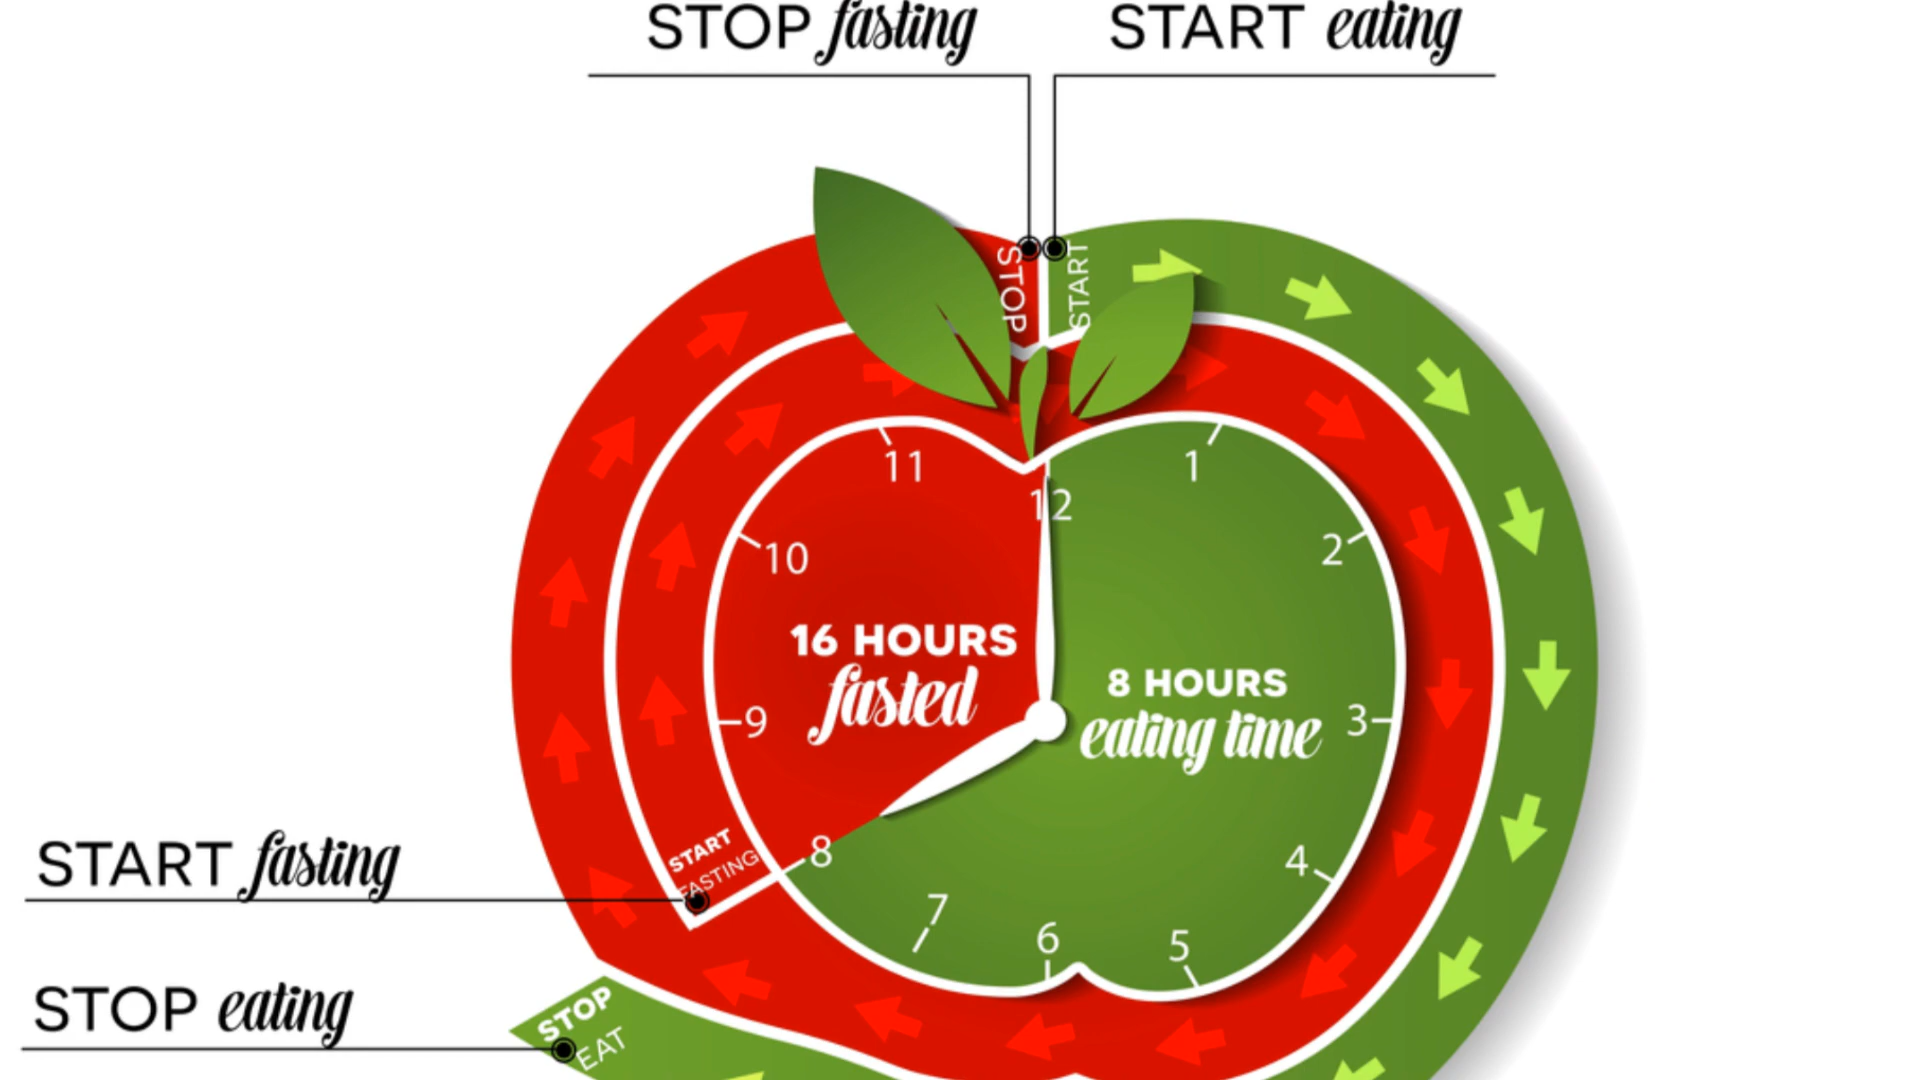 STOP fasting
START eating
STOP
START
11
12
1
10
2
16 HOURS
fasted
8 HOURS
eating time
9
3
START
FASTING
8
4
START fasting
7
6
5
STOP eating
STOP
EAT